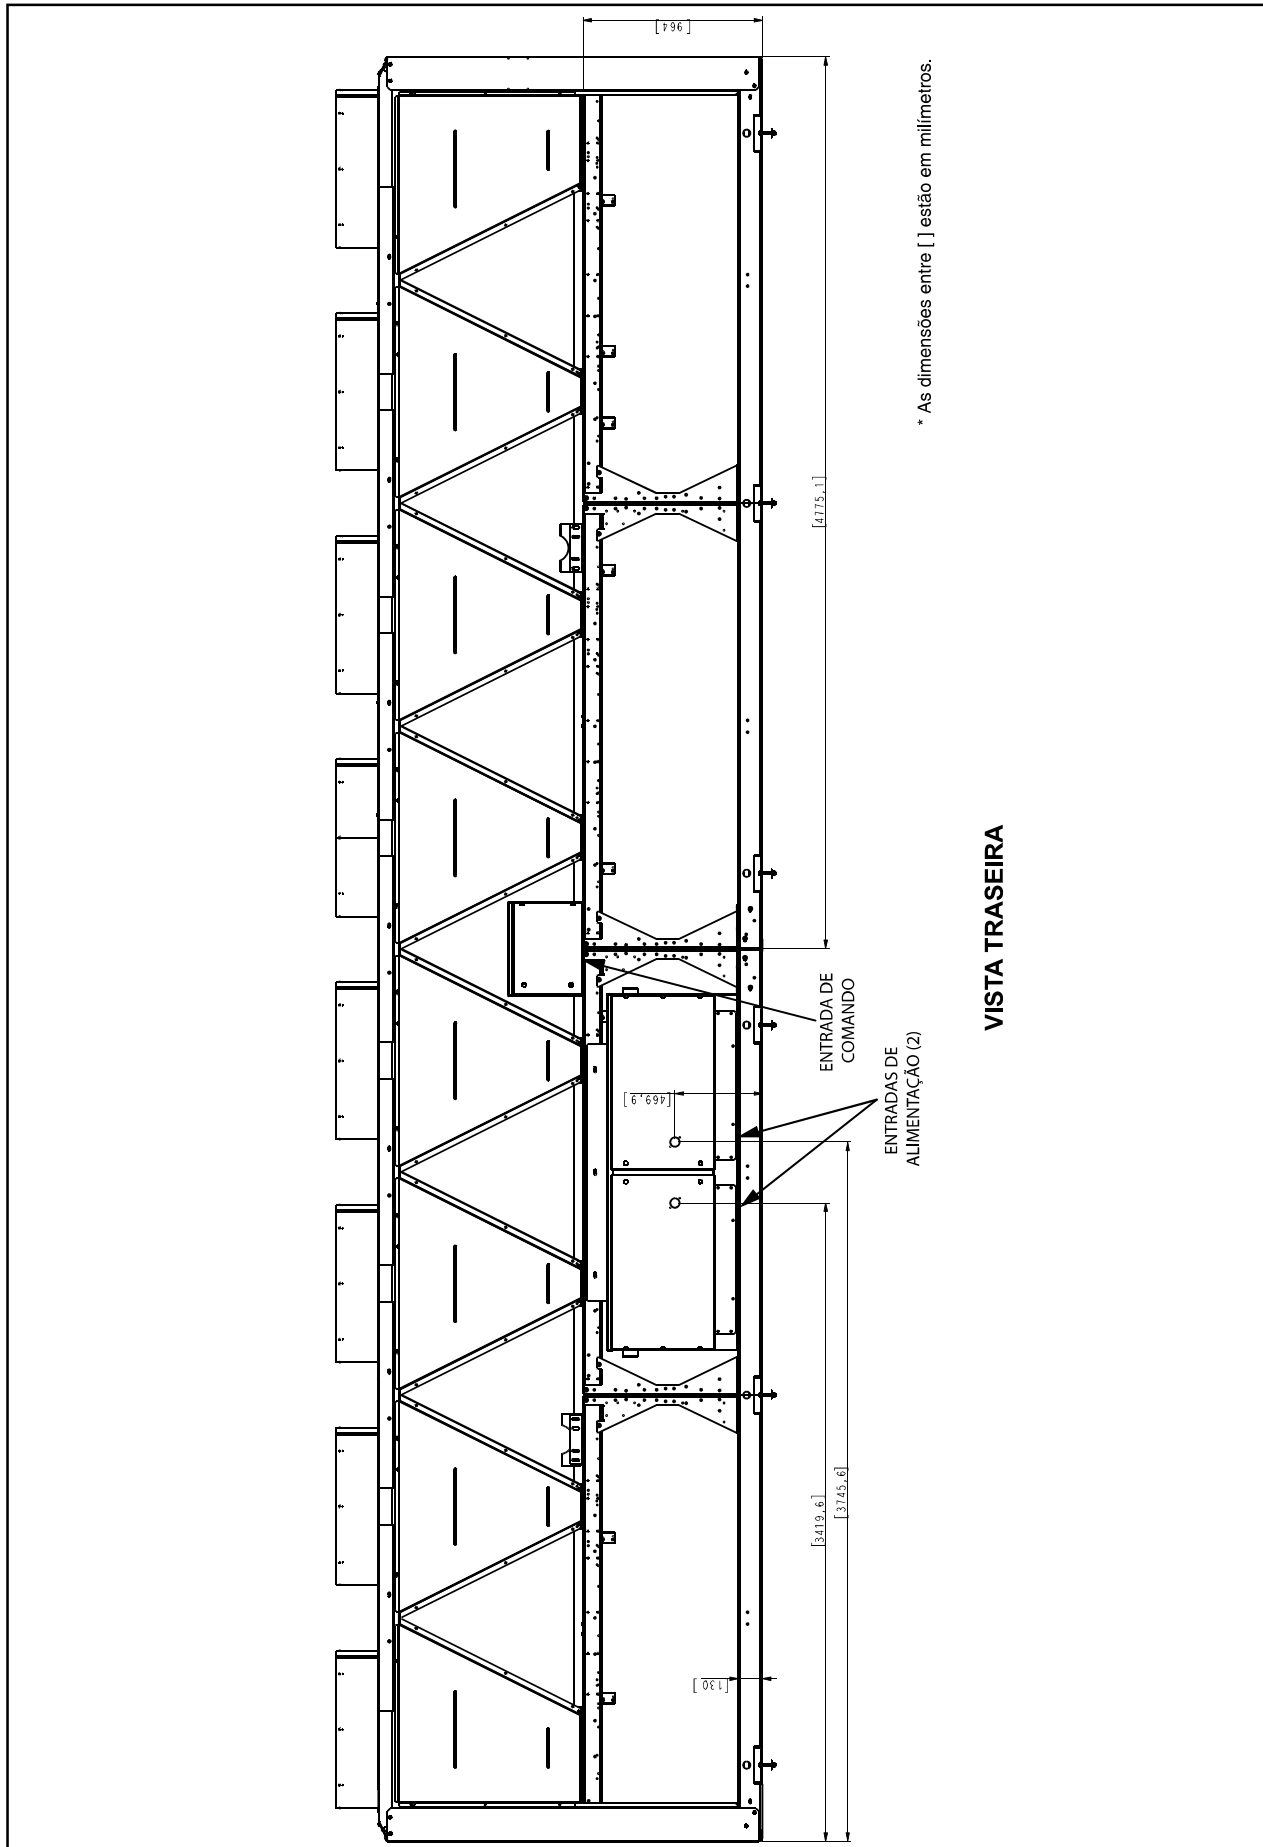 [964]
* As dimensões entre [ ] estão em milímetros.
[4775,1]
ENTRADA DE
COMANDO
[469,9]
ENTRADAS DE
ALIMENTAÇÃO (2)
[3419,6]
[3745,6]
[130]
VISTA TRASEIRA